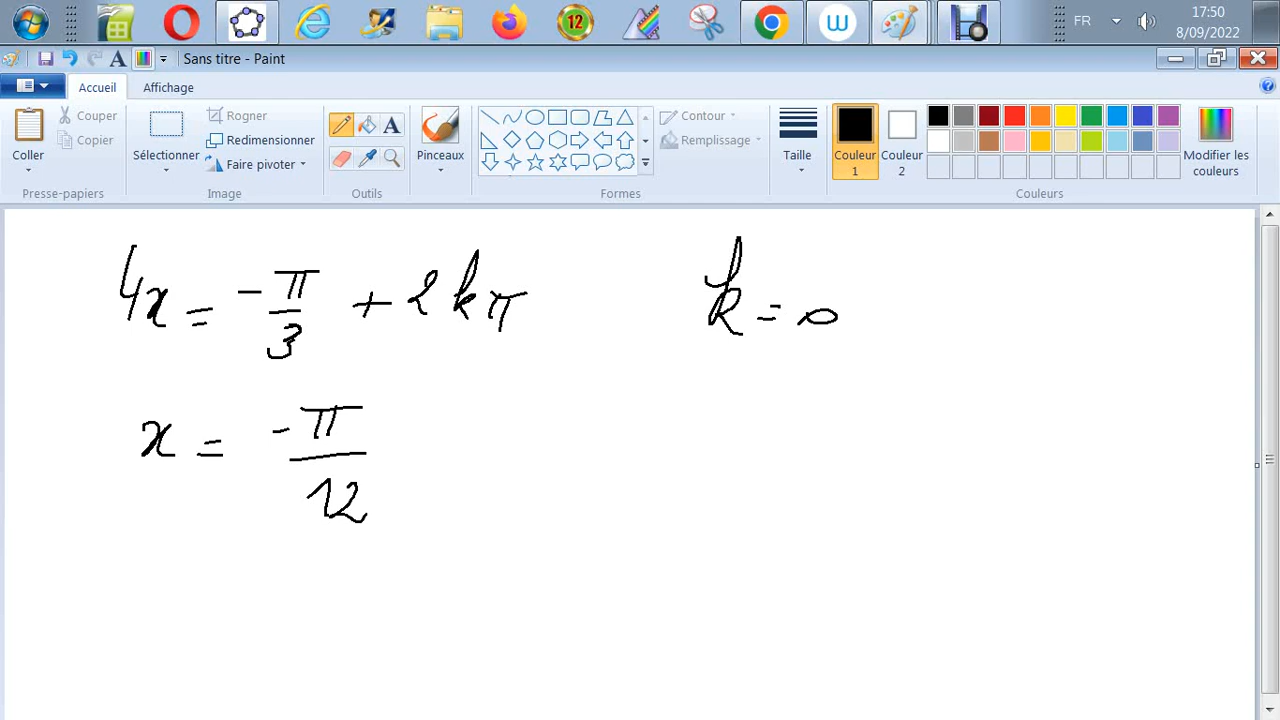 12
W
FR
17:50
8/09/2022
Sans titre - Paint
Accueil
Affichage
Coller
Couper
Copier
Presse-papiers
Sélectionner
Rogner
Redimensionner
Faire pivoter
Image
A
Outils
Pinceaux
Contour
Remplissage
Formes
Taille
Couleur 1
Couleur 2
Modifier les couleurs
Couleurs
4x = -π/3 + 2kπ
k = 0
x = -π/12